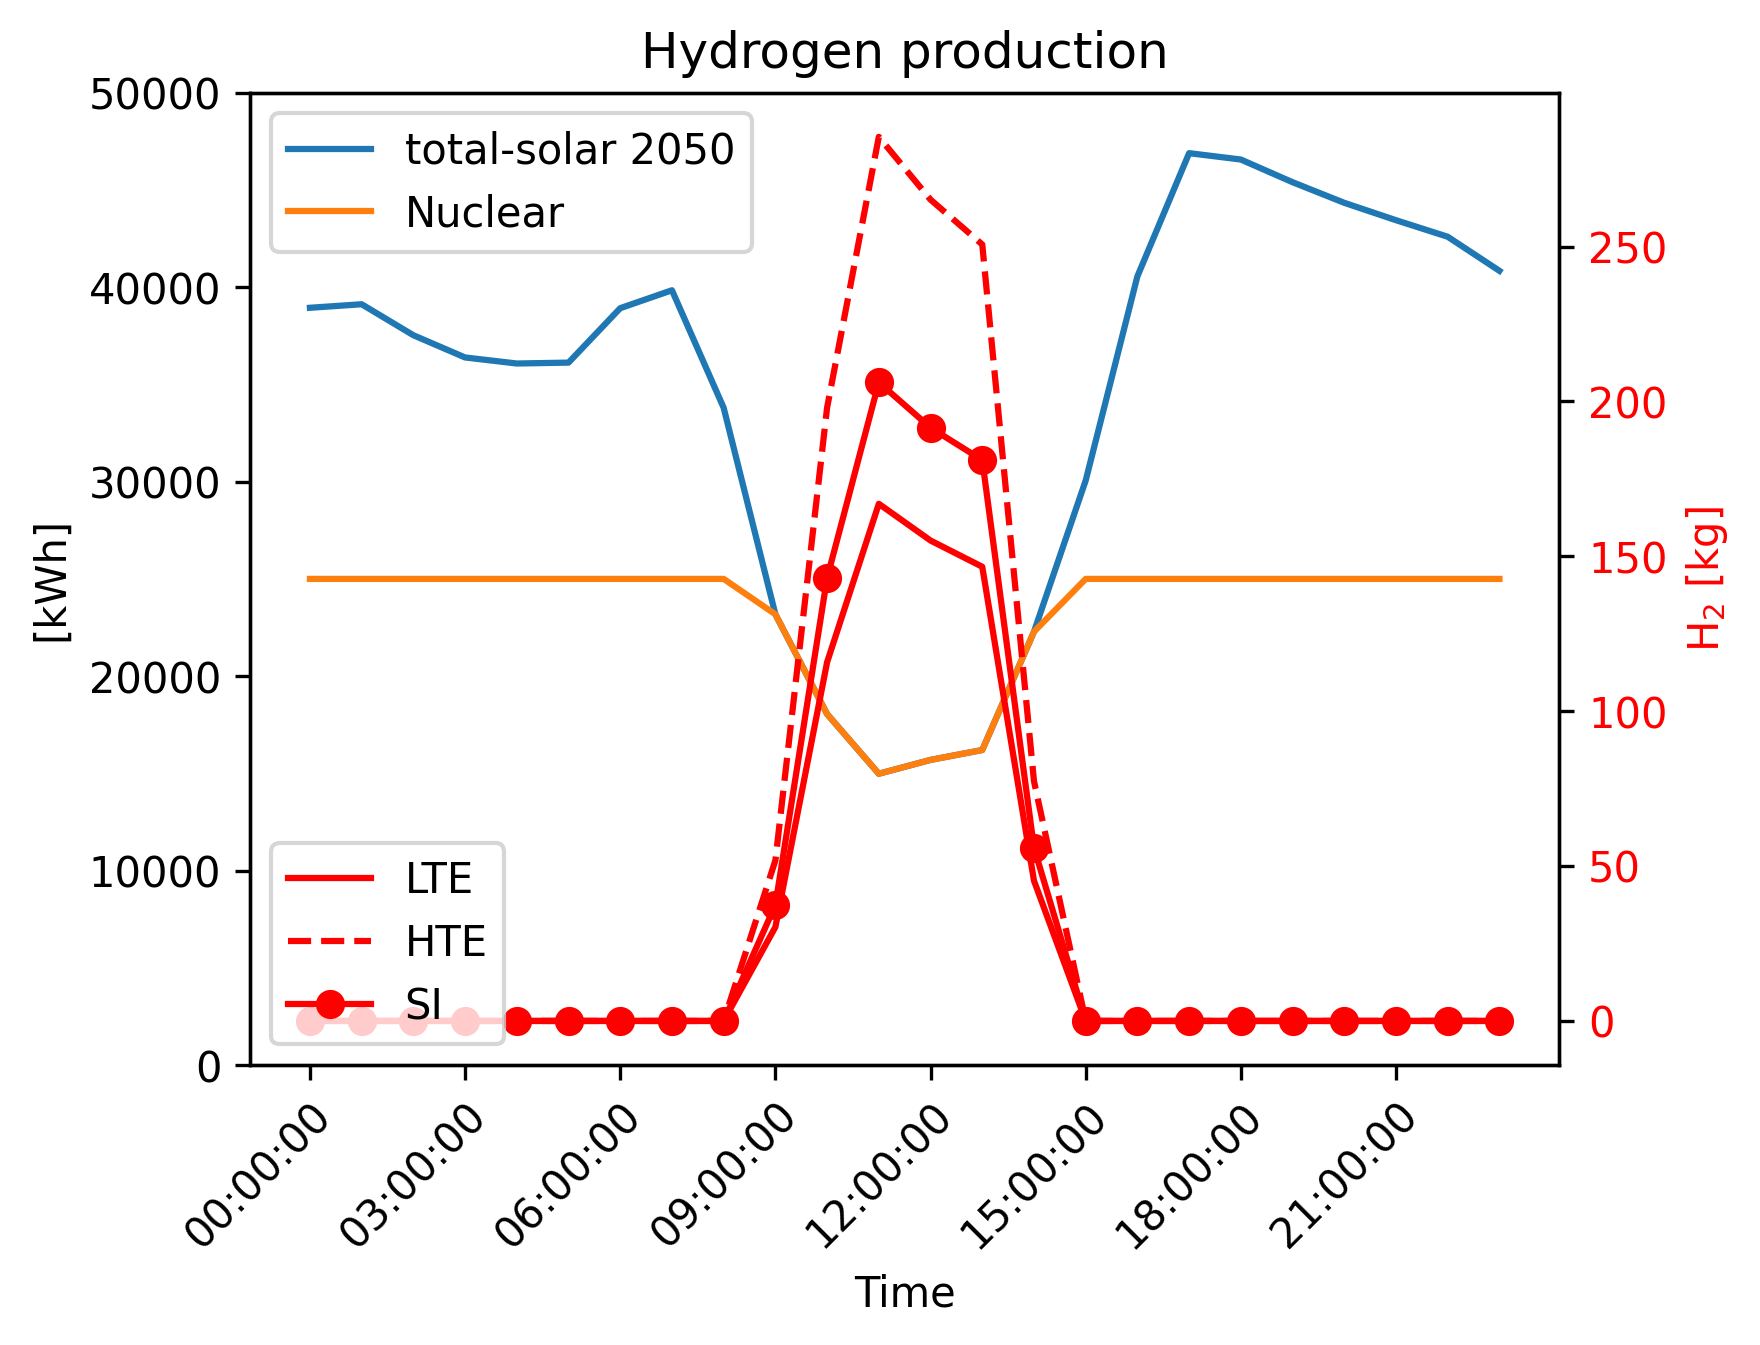 Hydrogen production
50000
40000
30000
20000
10000
0
[kWh]
total-solar 2050
Nuclear
LTE
HTE
SI
250
200
150
100
50
0
H₂ [kg]
00:00:00
03:00:00
06:00:00
09:00:00
12:00:00
15:00:00
18:00:00
21:00:00
Time